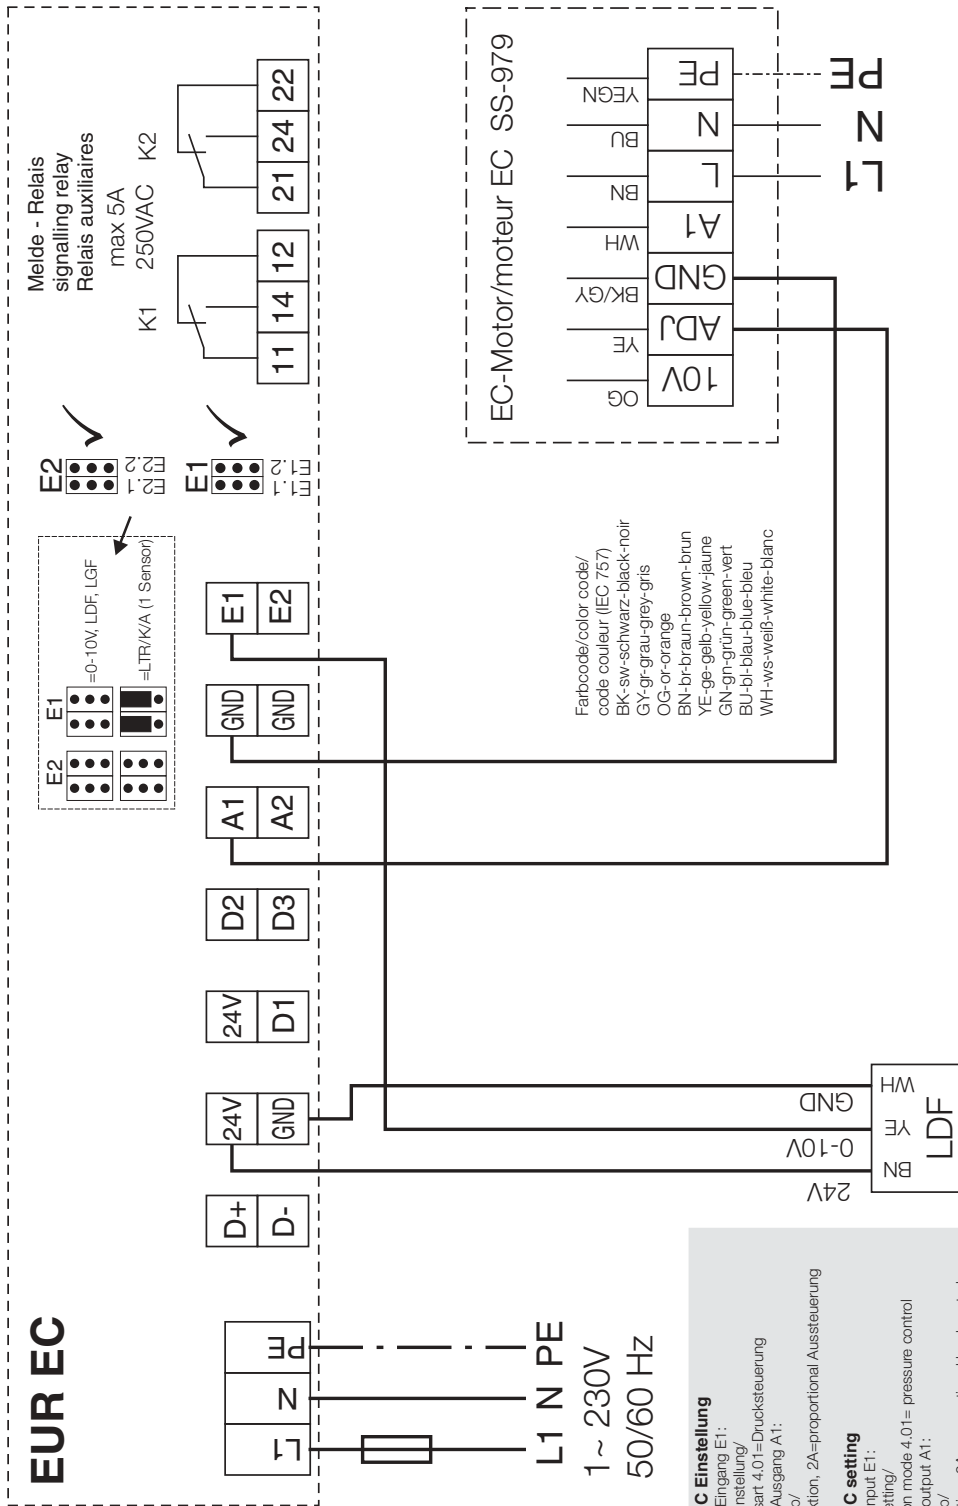 EUR EC
Melde - Relais
signalling relay
Relais auxiliaires
max 5A
250VAC
K1
K2
11
14
12
21
24
22
E2
E2.1
E2.2
E1
E1.1
E1.2
E2
E1
=0-10V, LDF, LGF
=LTR/K/A (1 Sensor)
L1
N
PE
D+
D-
24V
GND
24V
D1
D2
D3
A1
A2
GND
GND
E1
E2
L1 N PE
1~ 230V
50/60 Hz
EC-Motor/moteur EC SS-979
OG
YE
BK/GY
WH
BN
BU
YEGN
10V
ADJ
GND
A1
L
N
PE
L1
N
PE
Farbcode/color code/
code couleur (IEC 757)
BK-sw-schwarz-black-noir
GY-gr-grau-grey-gris
OG-or-orange
BN-br-braun-brown-brun
YE-ge-gelb-yellow-jaune
GN-gn-grün-green-vert
BU-bl-blau-blue-bleu
WH-ws-weiß-white-blanc
24V
0-10V
GND
BN
YE
WH
LDF
C Einstellung
Eingang E1:
nstellung/
sart 4.01=Drucksteuerung
Ausgang A1:
tion, 2A=proportional Aussteuerung
C setting
nput E1:
etting/
n mode 4.01= pressure control
output A1: